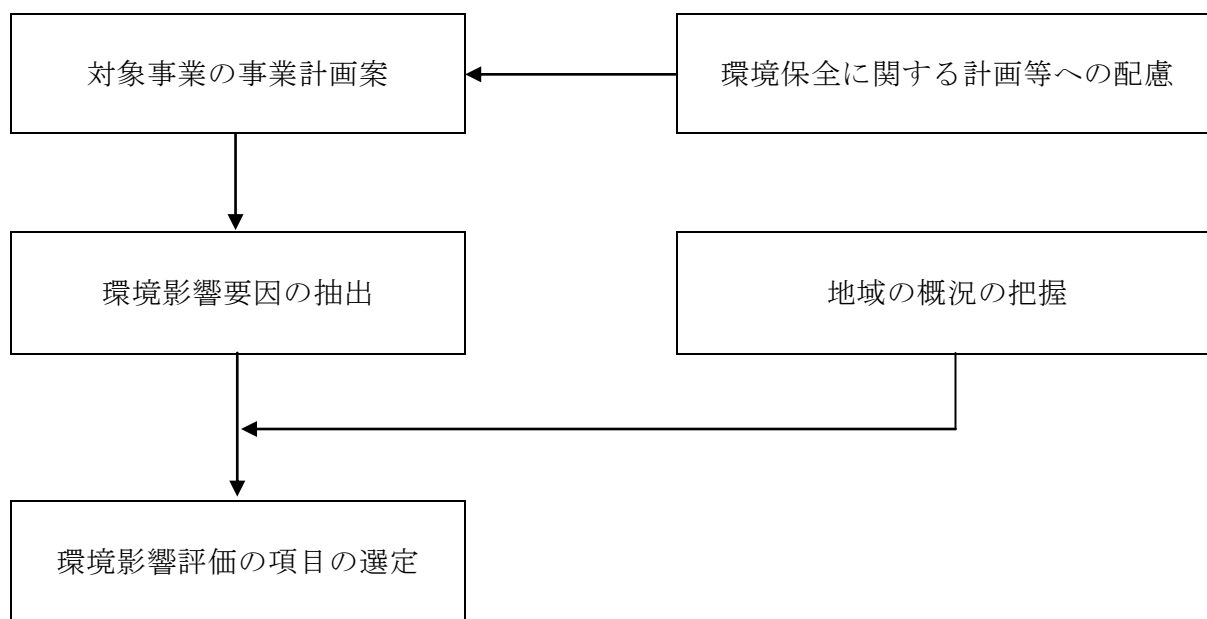 対象事業の事業計画案
環境保全に関する計画等への配慮
環境影響要因の抽出
地域の概況の把握
環境影響評価の項目の選定